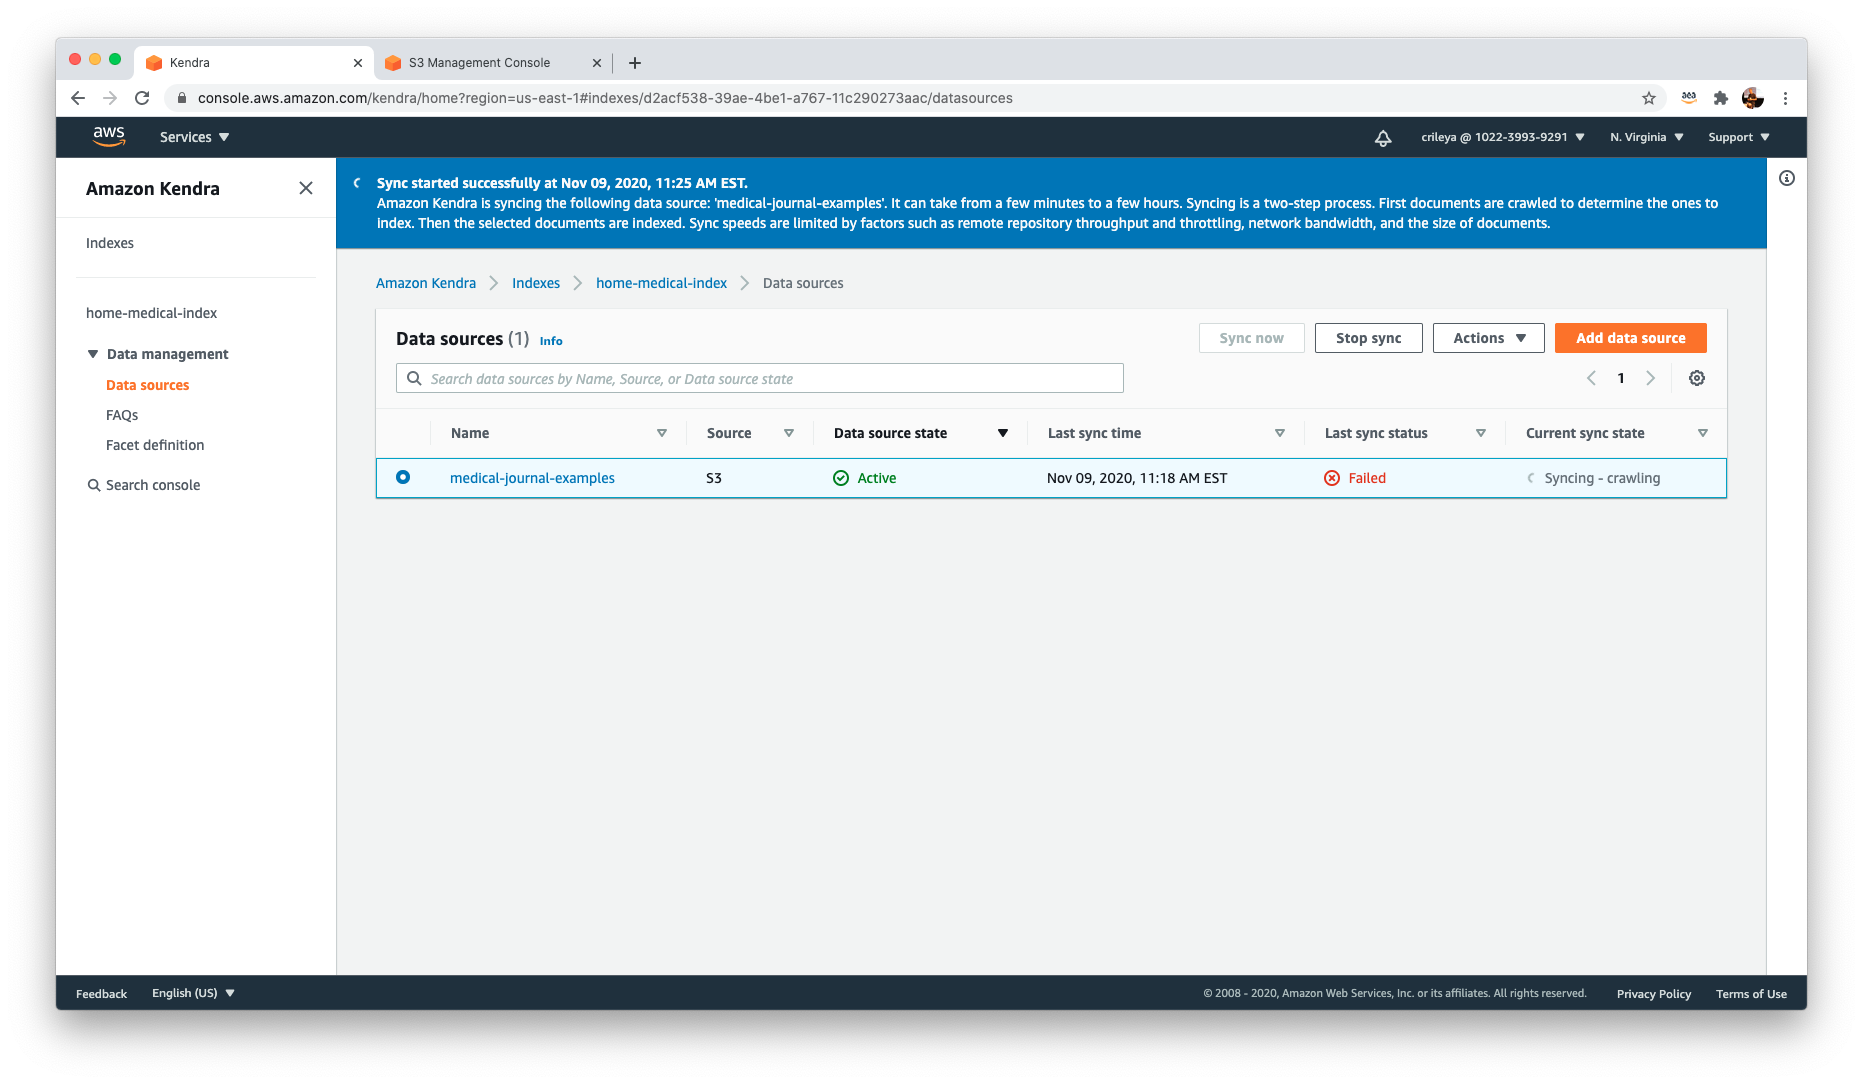 Kendra
S3 Management Console
console.aws.amazon.com/kendra/home?region=us-east-1#indexes/d2acf538-39ae-4be1-a767-11c290273aac/datasources
aws
Services
crileya @ 1022-3993-9291
N. Virginia
Support
Amazon Kendra
Indexes
home-medical-index
Data management
Data sources
FAQs
Facet definition
Search console
Sync started successfully at Nov 09, 2020, 11:25 AM EST.
Amazon Kendra is syncing the following data source: 'medical-journal-examples'. It can take from a few minutes to a few hours. Syncing is a two-step process. First documents are crawled to determine the ones to
index. Then the selected documents are indexed. Sync speeds are limited by factors such as remote repository throughput and throttling, network bandwidth, and the size of documents.
Amazon Kendra Indexes home-medical-index Data sources
Data sources (1) Info
Sync now Stop sync Actions Add data source
Search data sources by Name, Source, or Data source state
1
Name Source Data source state Last sync time Last sync status Current sync state
medical-journal-examples S3 Active Nov 09, 2020, 11:18 AM EST Failed Syncing - crawling
Feedback English (US) © 2008 - 2020, Amazon Web Services, Inc. or its affiliates. All rights reserved. Privacy Policy Terms of Use